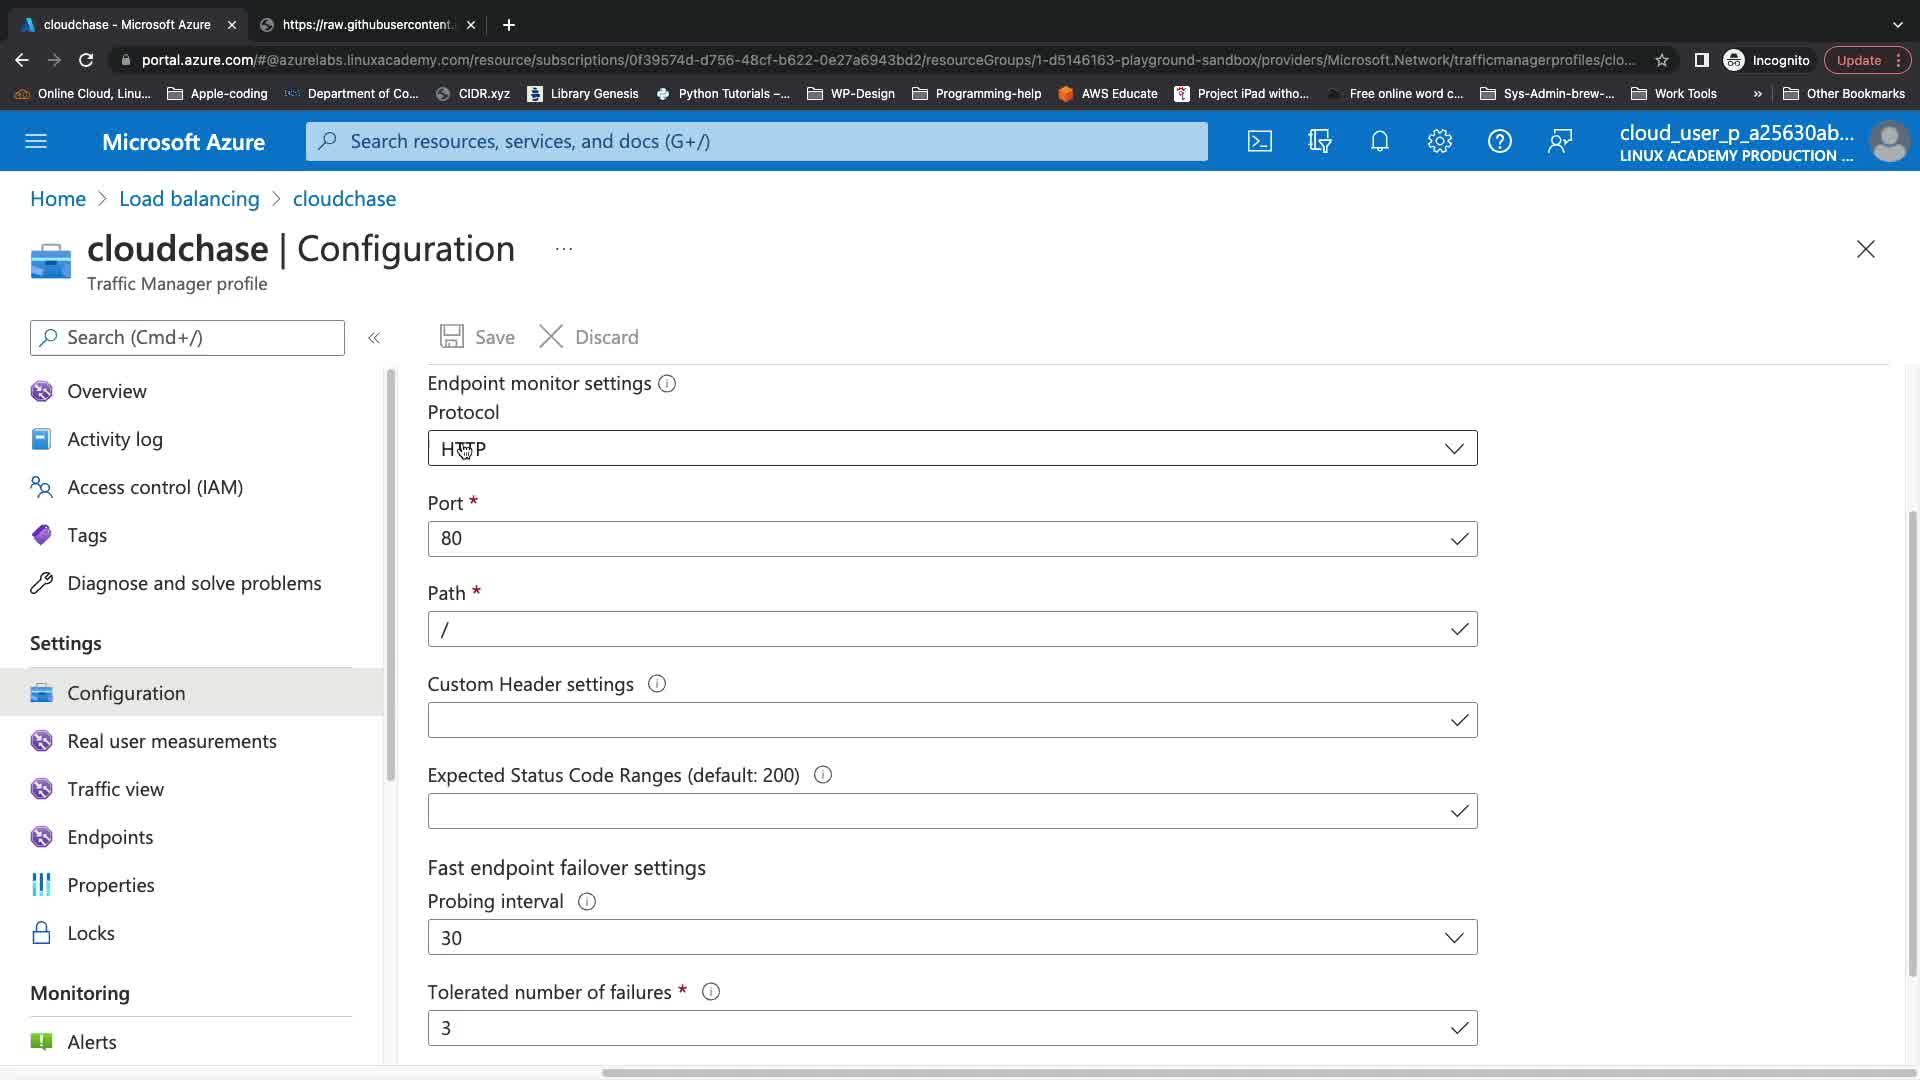 cloudchase - Microsoft Azure
https://raw.githubusercontent.
portal.azure.com/#@azurelabs.linuxacademy.com/resource/subscriptions/0f39574d-d756-48cf-b622-0e27a6943bd2/resourceGroups/1-d5146163-playground-sandbox/providers/Microsoft.Network/trafficmanagerprofiles/clo...
Incognito
Update
Online Cloud, Linu...
Apple-coding
Department of Co...
CIDR.xyz
Library Genesis
Python Tutorials –...
WP-Design
Programming-help
AWS Educate
Project iPad witho...
Free online word c...
Sys-Admin-brew-...
Work Tools
»
Other Bookmarks
Microsoft Azure
Search resources, services, and docs (G+/)
cloud_user_p_a25630ab...
LINUX ACADEMY PRODUCTION ...
Home > Load balancing > cloudchase
cloudchase | Configuration ...
Traffic Manager profile
Search (Cmd+/)
«
Save
Discard
Overview
Activity log
Access control (IAM)
Tags
Diagnose and solve problems
Settings
Configuration
Real user measurements
Traffic view
Endpoints
Properties
Locks
Monitoring
Alerts
Endpoint monitor settings
Protocol
HTTP
Port *
80
Path *
/
Custom Header settings
Expected Status Code Ranges (default: 200)
Fast endpoint failover settings
Probing interval
30
Tolerated number of failures *
3